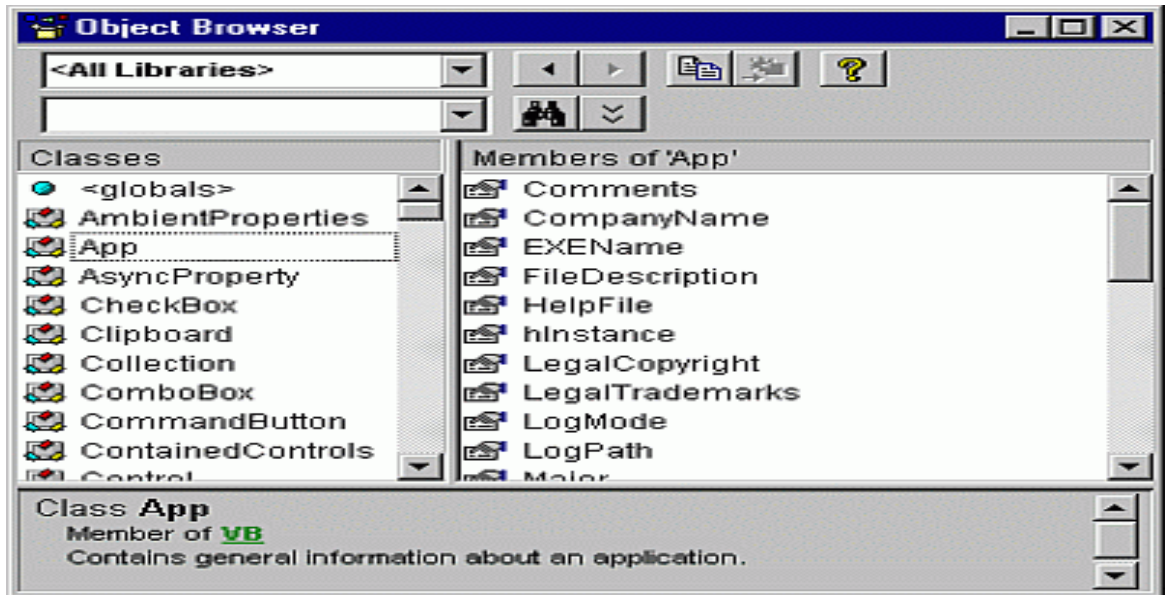 Object Browser
<All Libraries>
Classes
Members of 'App'
<globals>
AmbientProperties
App
AsyncProperty
CheckBox
Clipboard
Collection
ComboBox
CommandButton
ContainedControls
Control
Comments
CompanyName
EXEName
FileDescription
HelpFile
hInstance
LegalCopyright
LegalTrademarks
LogMode
LogPath
Major
Class App
Member of VB
Contains general information about an application.